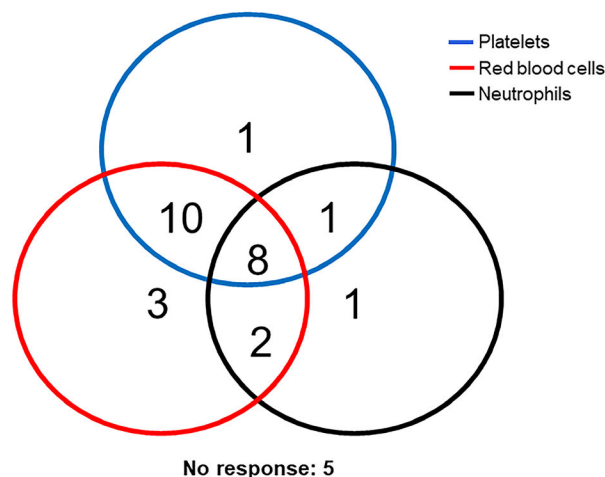 Platelets
Red blood cells
Neutrophils
1
10
1
8
3
1
2
No response: 5